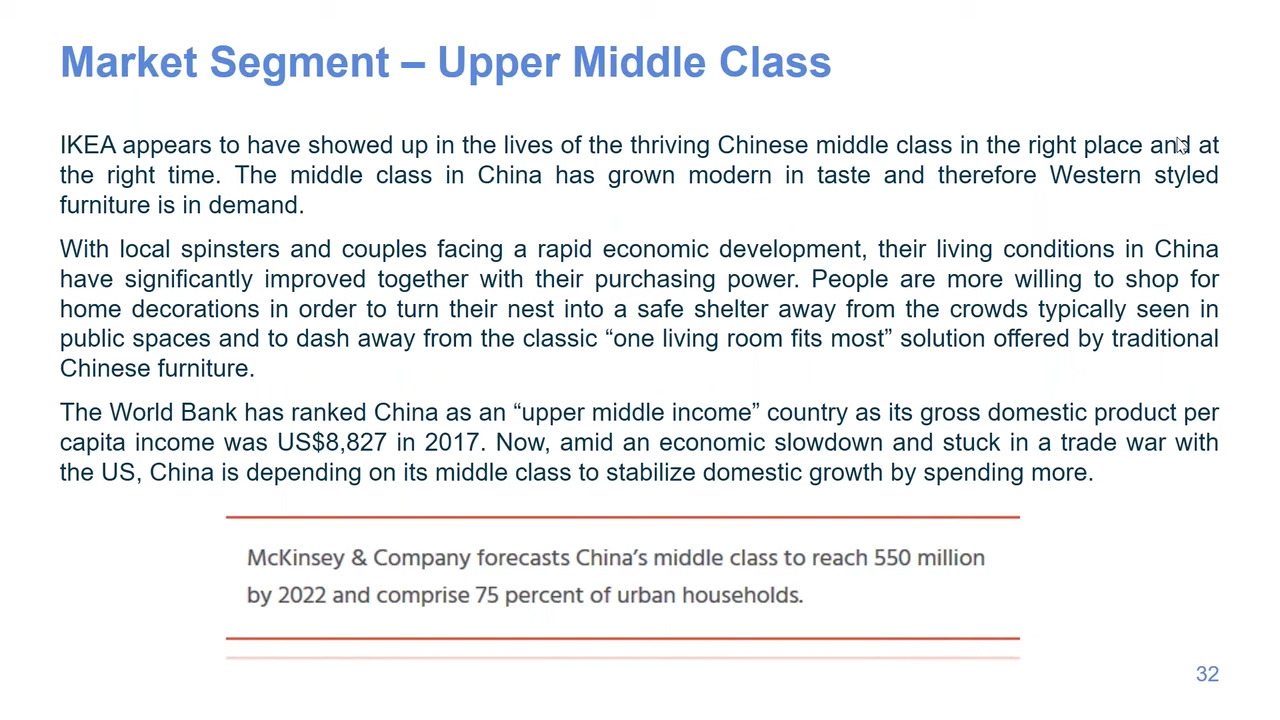 Market Segment – Upper Middle Class
IKEA appears to have showed up in the lives of the thriving Chinese middle class in the right place and at
the right time. The middle class in China has grown modern in taste and therefore Western styled
furniture is in demand.
With local spinsters and couples facing a rapid economic development, their living conditions in China
have significantly improved together with their purchasing power. People are more willing to shop for
home decorations in order to turn their nest into a safe shelter away from the crowds typically seen in
public spaces and to dash away from the classic “one living room fits most” solution offered by traditional
Chinese furniture.
The World Bank has ranked China as an “upper middle income” country as its gross domestic product per
capita income was US$8,827 in 2017. Now, amid an economic slowdown and stuck in a trade war with
the US, China is depending on its middle class to stabilize domestic growth by spending more.
McKinsey & Company forecasts China’s middle class to reach 550 million
by 2022 and comprise 75 percent of urban households.
32